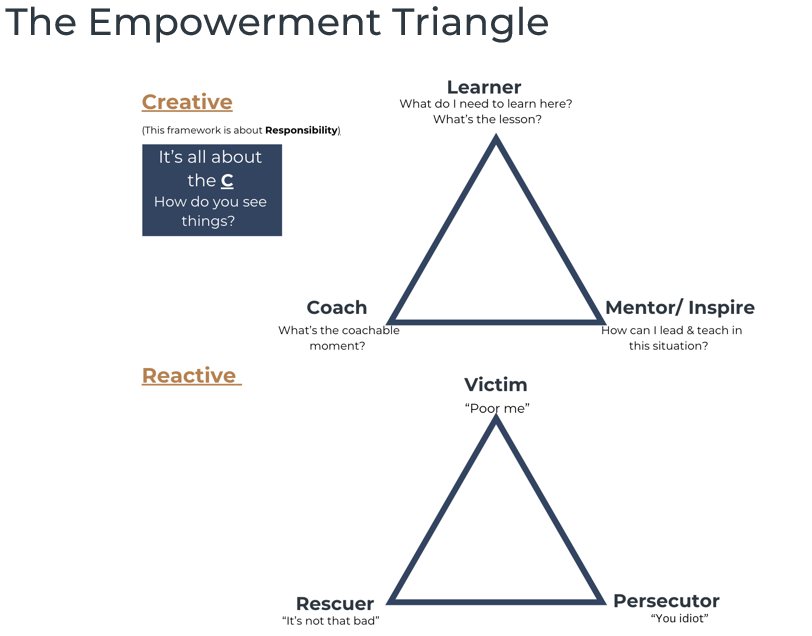 The Empowerment Triangle
Creative
(This framework is about Responsibility)
It's all about
the C
How do you see
things?
Learner
What do I need to learn here?
What's the lesson?
Coach
What's the coachable
moment?
Mentor/ Inspire
How can I lead & teach in
this situation?
Reactive
Victim
“Poor me”
Rescuer
“It's not that bad”
Persecutor
“You idiot”